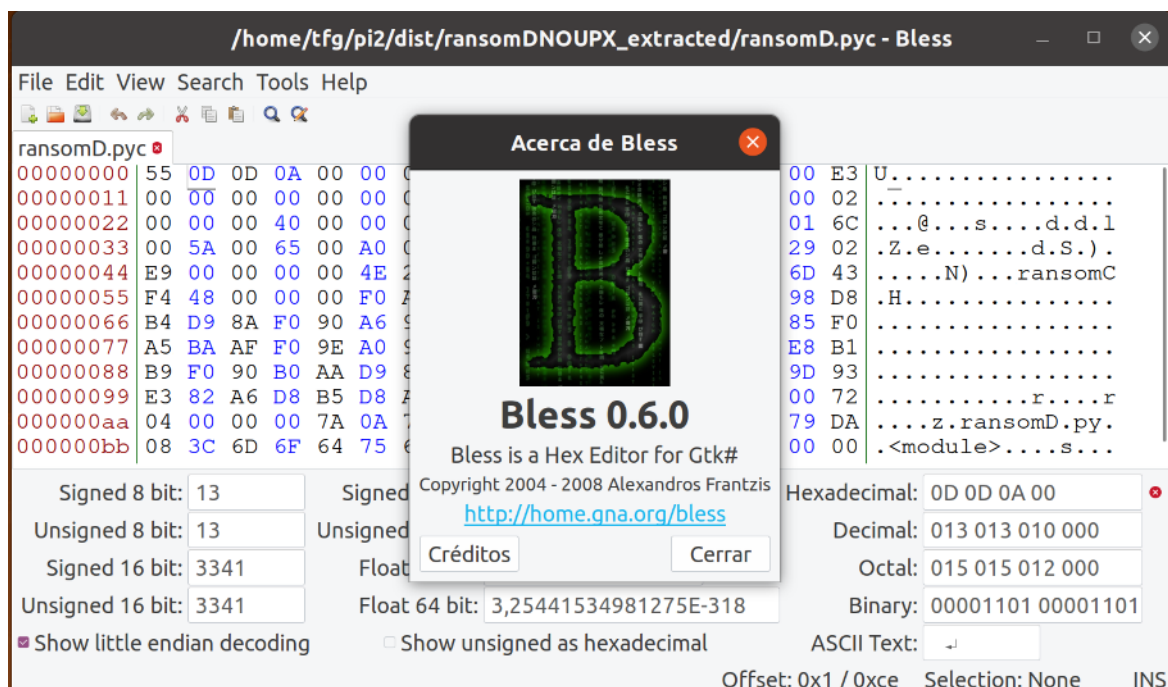 /home/tfg/pi2/dist/ransomDNOUPX_extracted/ransomD.pyc - Bless
File Edit View Search Tools Help
ransomD.pyc
Acerca de Bless
00000000 55 0D 0D 0A 00 00 00 E3 U................
00000011 00 00 00 00 00 00 00 02 .................
00000022 00 00 00 40 00 00 01 6C ...@...s....d.d.l
00000033 00 5A 00 65 00 A0 29 02 .Z.e........d.S.).
00000044 E9 00 00 00 00 4E 6D 43 .....N)...ransomC
00000055 F4 48 00 00 00 F0 98 D8 .H...............
00000066 B4 D9 8A F0 90 A6 85 F0 .................
00000077 A5 BA AF F0 9E A0 E8 B1 .................
00000088 B9 F0 90 B0 AA D9 9D 93 .................
00000099 E3 82 A6 D8 B5 D8 00 72 ............r....r
000000aa 04 00 00 00 7A 0A 79 DA ....z.ransomD.py.
000000bb 08 3C 6D 6F 64 75 00 00 .<module>....s...
Bless 0.6.0
Bless is a Hex Editor for Gtk#
Copyright 2004 - 2008 Alexandros Frantzis
http://home.gna.org/bless
Créditos Cerrar
Signed 8 bit: 13 Signed Hexadecimal: 0D 0D 0A 00
Unsigned 8 bit: 13 Unsigned Decimal: 013 013 010 000
Signed 16 bit: 3341 Float Octal: 015 015 012 000
Unsigned 16 bit: 3341 Float 64 bit: 3,25441534981275E-318 Binary: 00001101 00001101
Show little endian decoding Show unsigned as hexadecimal ASCII Text:
Offset: 0x1 / 0xce Selection: None INS